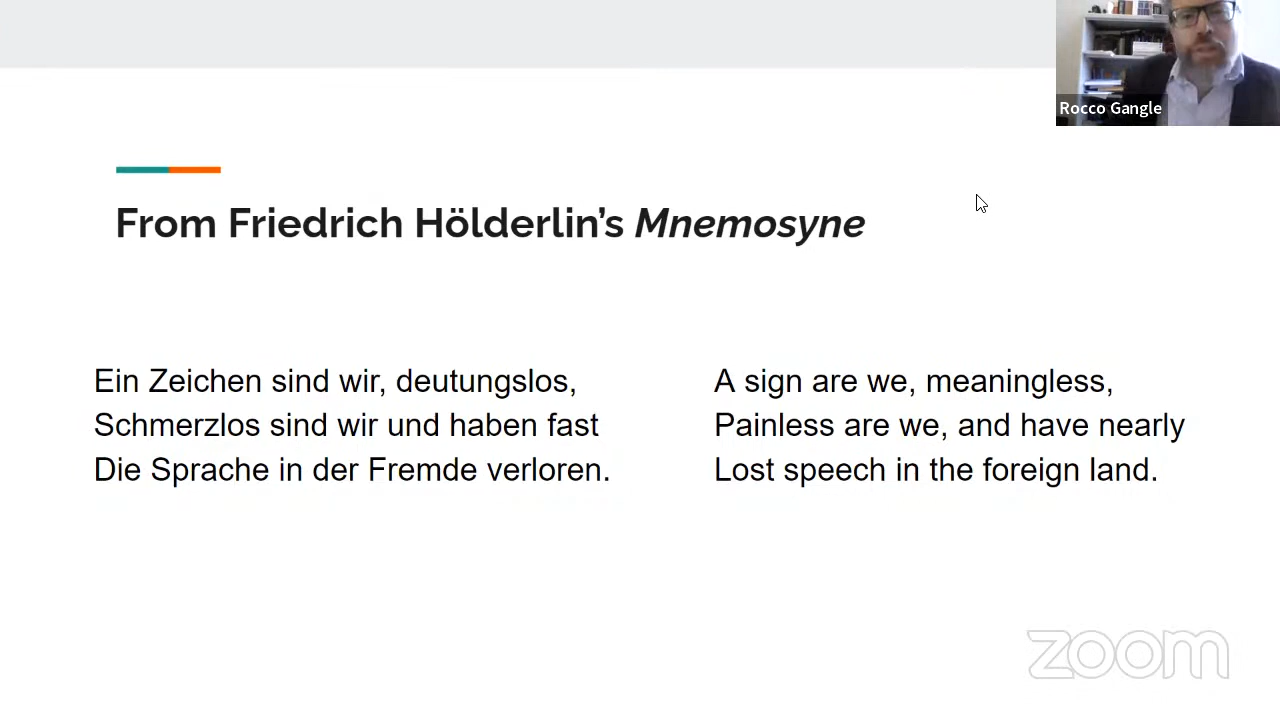 Rocco Gangle
From Friedrich Hölderlin's Mnemosyne
Ein Zeichen sind wir, deutungslos,
Schmerzlos sind wir und haben fast
Die Sprache in der Fremde verloren.
A sign are we, meaningless,
Painless are we, and have nearly
Lost speech in the foreign land.
zoom